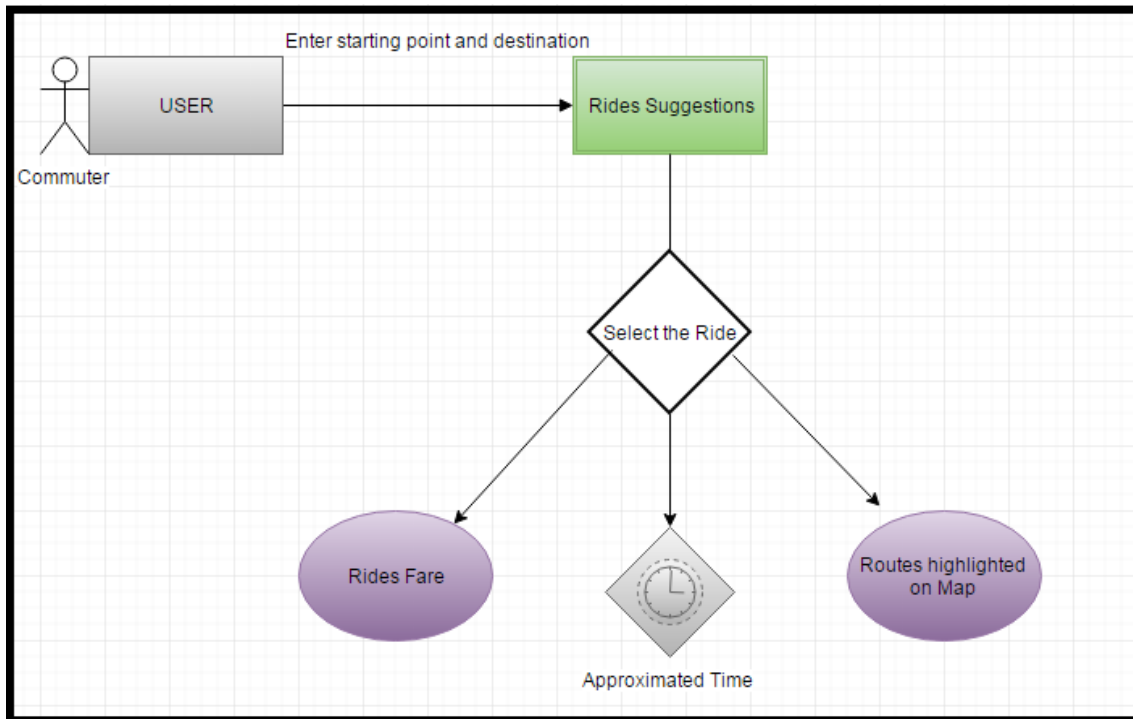 Enter starting point and destination
USER
Rides Suggestions
Commuter
Select the Ride
Rides Fare
Routes highlighted
on Map
Approximated Time